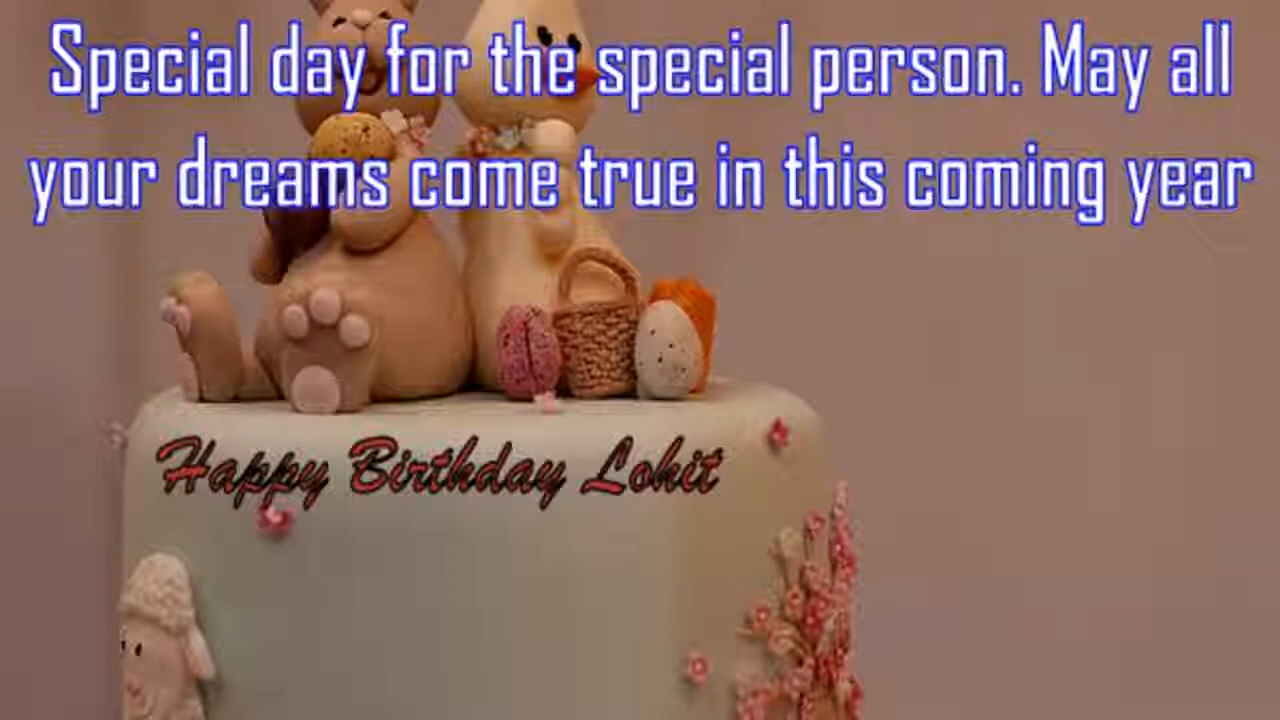 Special day for the special person. May all
your dreams come true in this coming year
Happy Birthday Lohit